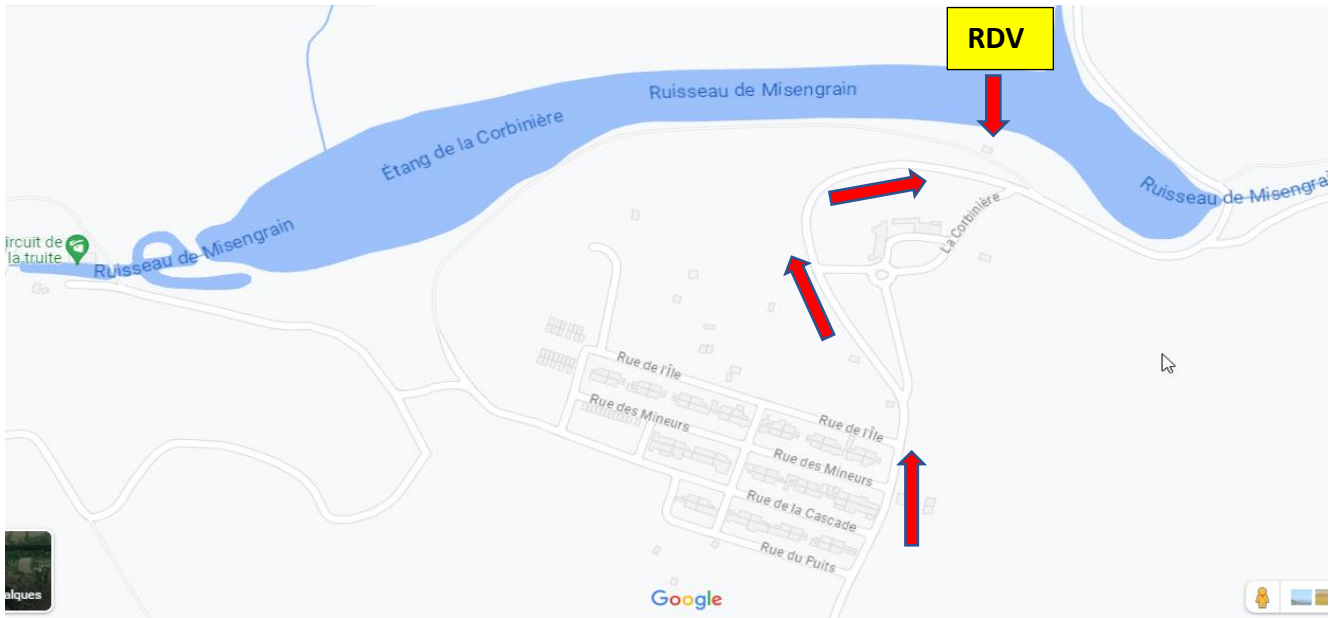 RDV
Ruisseau de Misengrain
Étang de la Corbinière
Ruisseau de Misengrai
La Corbinière
ircuit de
la truite
Ruisseau de Misengrain
Rue de l'Île
Rue des Mineurs
Rue de l'Île
Rue des Mineurs
Rue de la Cascade
Rue du Puits
alques
Google